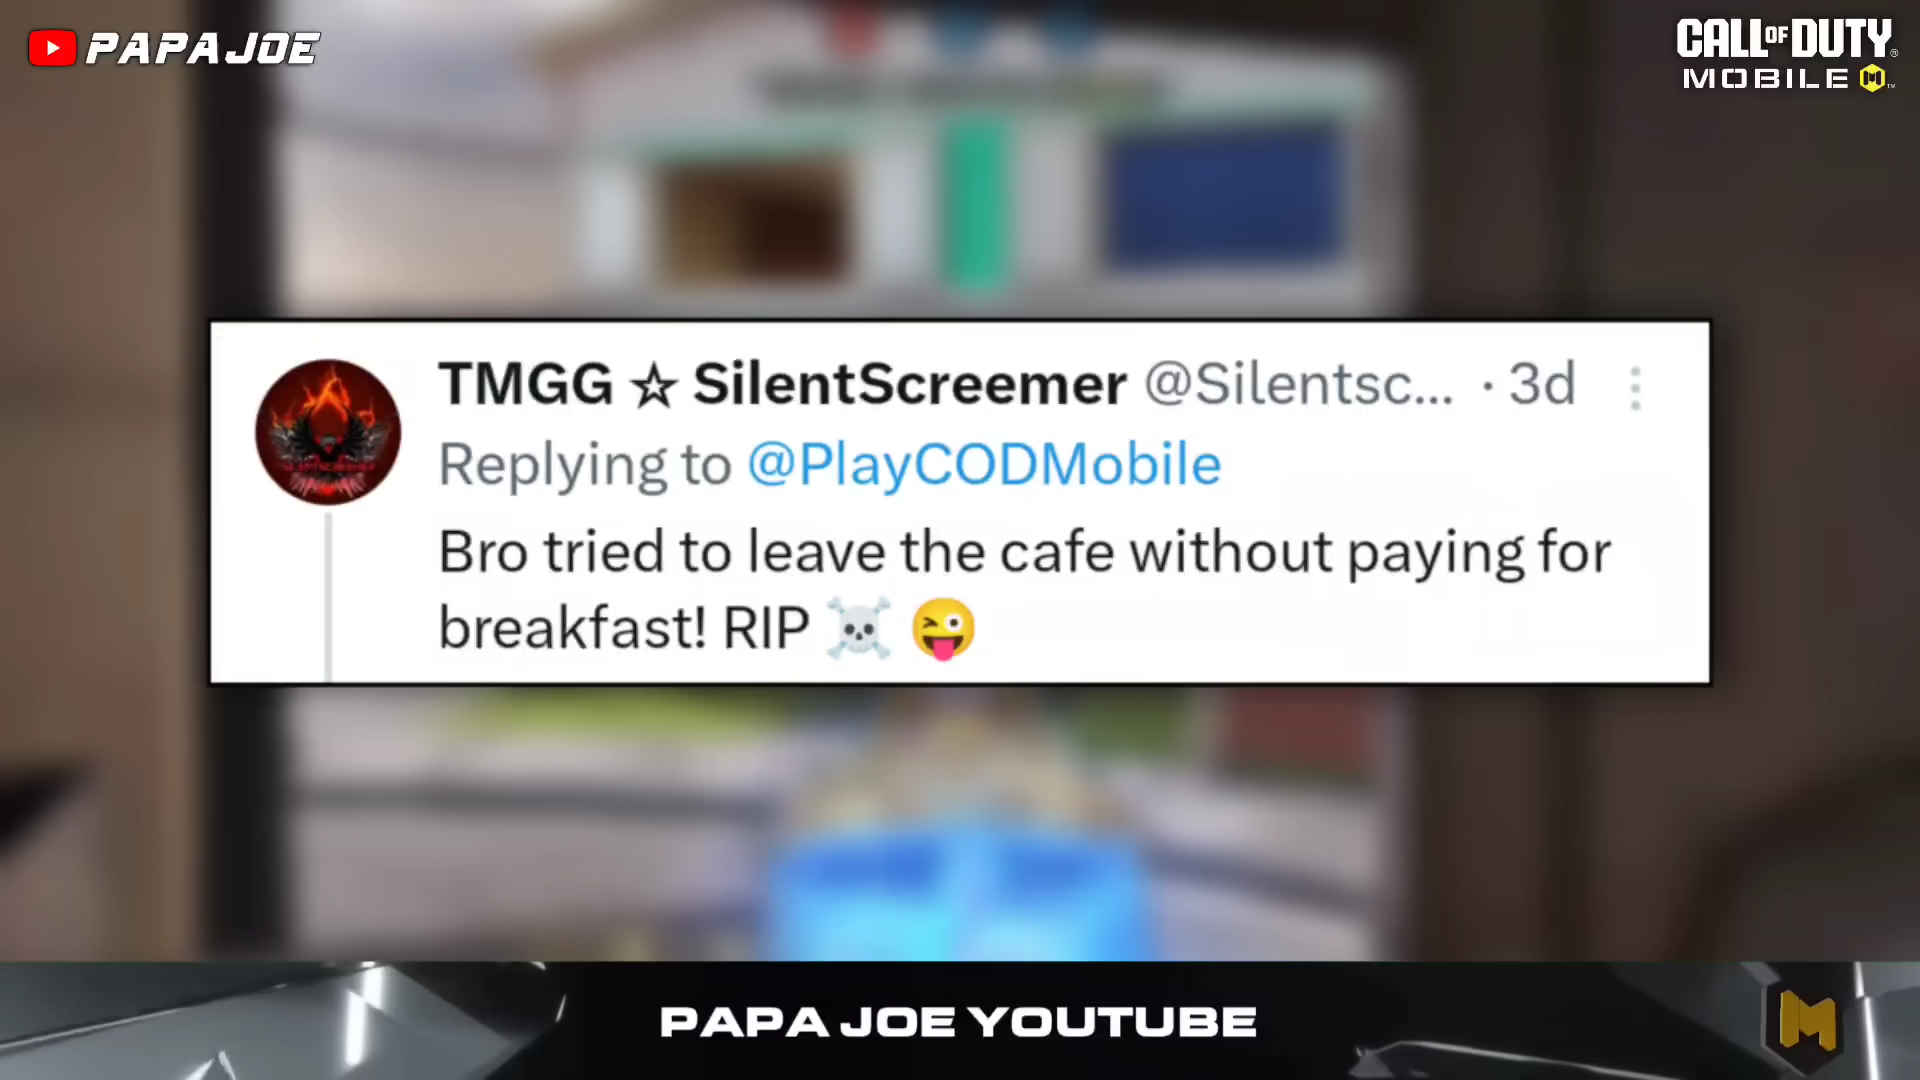 PAPA JOE
CALL OF DUTY
MOBILE
TMGG ☆ SilentScreemer @Silentsc... · 3d
Replying to @PlayCODMobile
Bro tried to leave the cafe without paying for
breakfast! RIP ☠️ 😜
PAPA JOE YOUTUBE